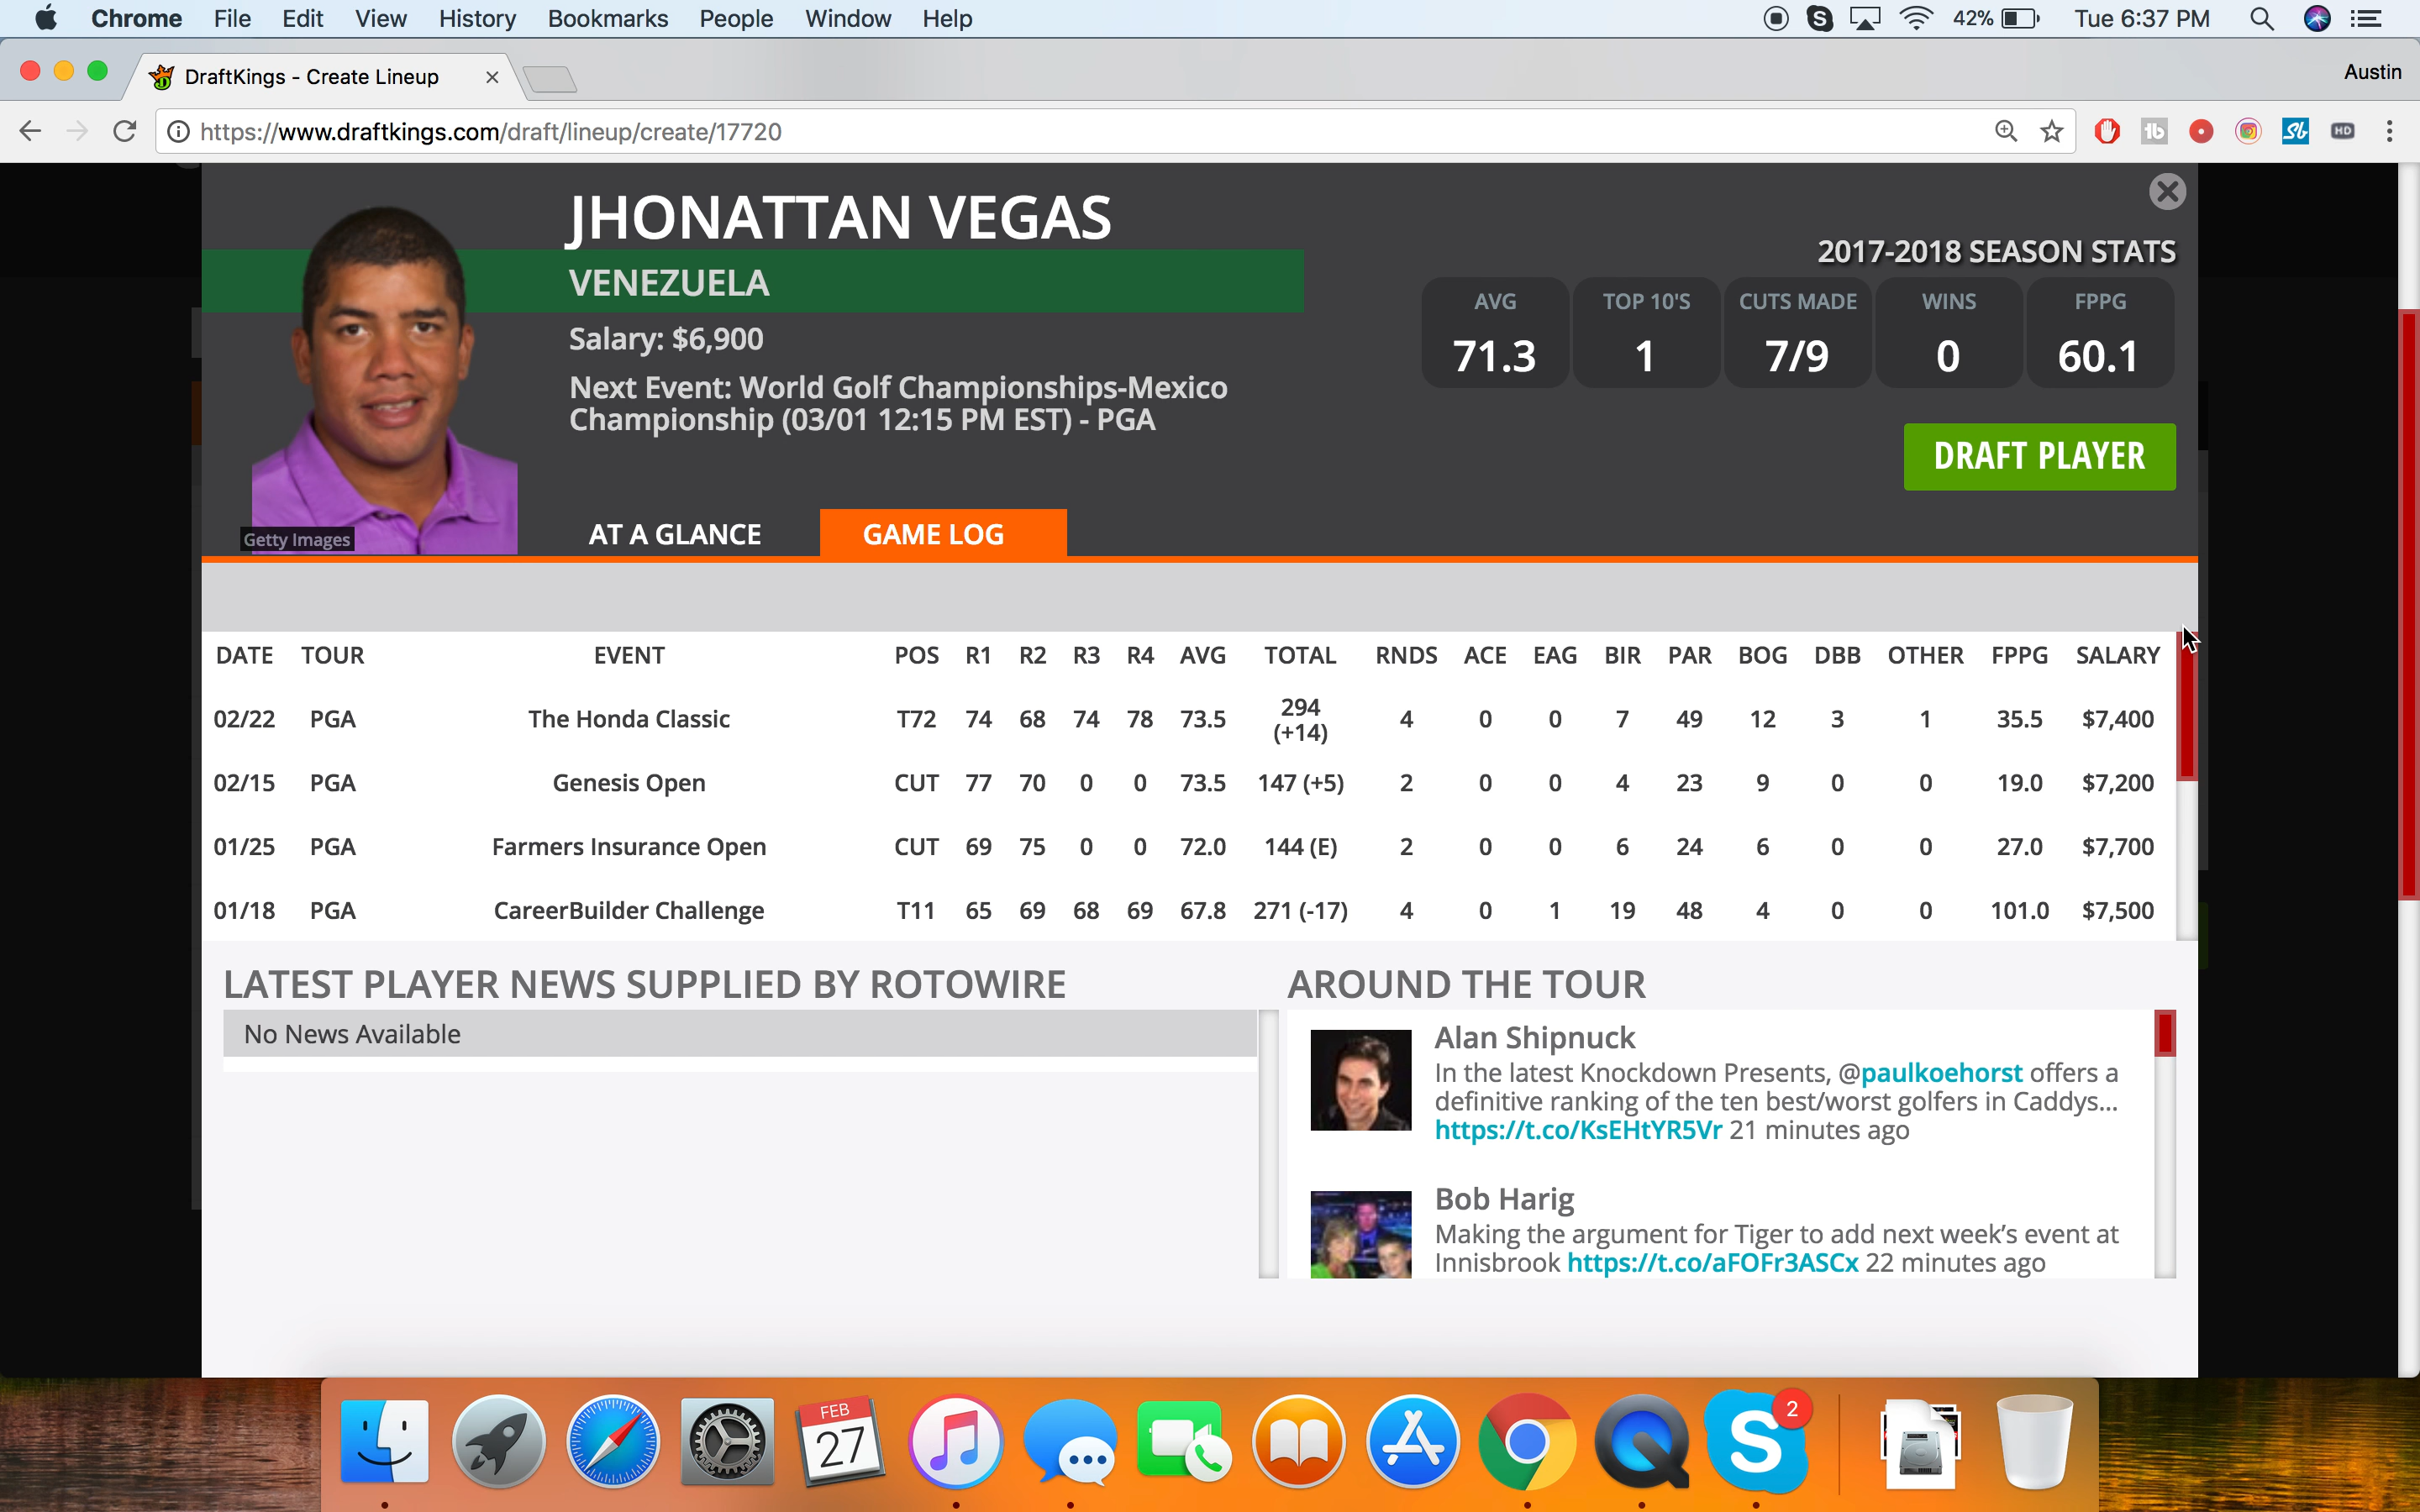 Chrome File Edit View History Bookmarks People Window Help 42% Tue 6:37 PM
DraftKings - Create Lineup Austin
https://www.draftkings.com/draft/lineup/create/17720 HD
JHONATTAN VEGAS
VENEZUELA
Salary: $6,900
Next Event: World Golf Championships-Mexico
Championship (03/01 12:15 PM EST) - PGA
2017-2018 SEASON STATS
AVG TOP 10'S CUTS MADE WINS FPPG
71.3 1 7/9 0 60.1
DRAFT PLAYER
Getty Images
AT A GLANCE GAME LOG
DATE TOUR EVENT POS R1 R2 R3 R4 AVG TOTAL RNDS ACE EAG BIR PAR BOG DBB OTHER FPPG SALARY
02/22 PGA The Honda Classic T72 74 68 74 78 73.5 294 (+14) 4 0 0 7 49 12 3 1 35.5 $7,400
02/15 PGA Genesis Open CUT 77 70 0 0 73.5 147 (+5) 2 0 0 4 23 9 0 0 19.0 $7,200
01/25 PGA Farmers Insurance Open CUT 69 75 0 0 72.0 144 (E) 2 0 0 6 24 6 0 0 27.0 $7,700
01/18 PGA CareerBuilder Challenge T11 65 69 68 69 67.8 271 (-17) 4 0 1 19 48 4 0 0 101.0 $7,500
LATEST PLAYER NEWS SUPPLIED BY ROTOWIRE
No News Available
AROUND THE TOUR
Alan Shipnuck
In the latest Knockdown Presents, @paulkoehorst offers a
definitive ranking of the ten best/worst golfers in Caddys...
https://t.co/KsEHtYR5Vr 21 minutes ago
Bob Harig
Making the argument for Tiger to add next week's event at
Innisbrook https://t.co/aFOFr3ASCx 22 minutes ago
FEB
27
2